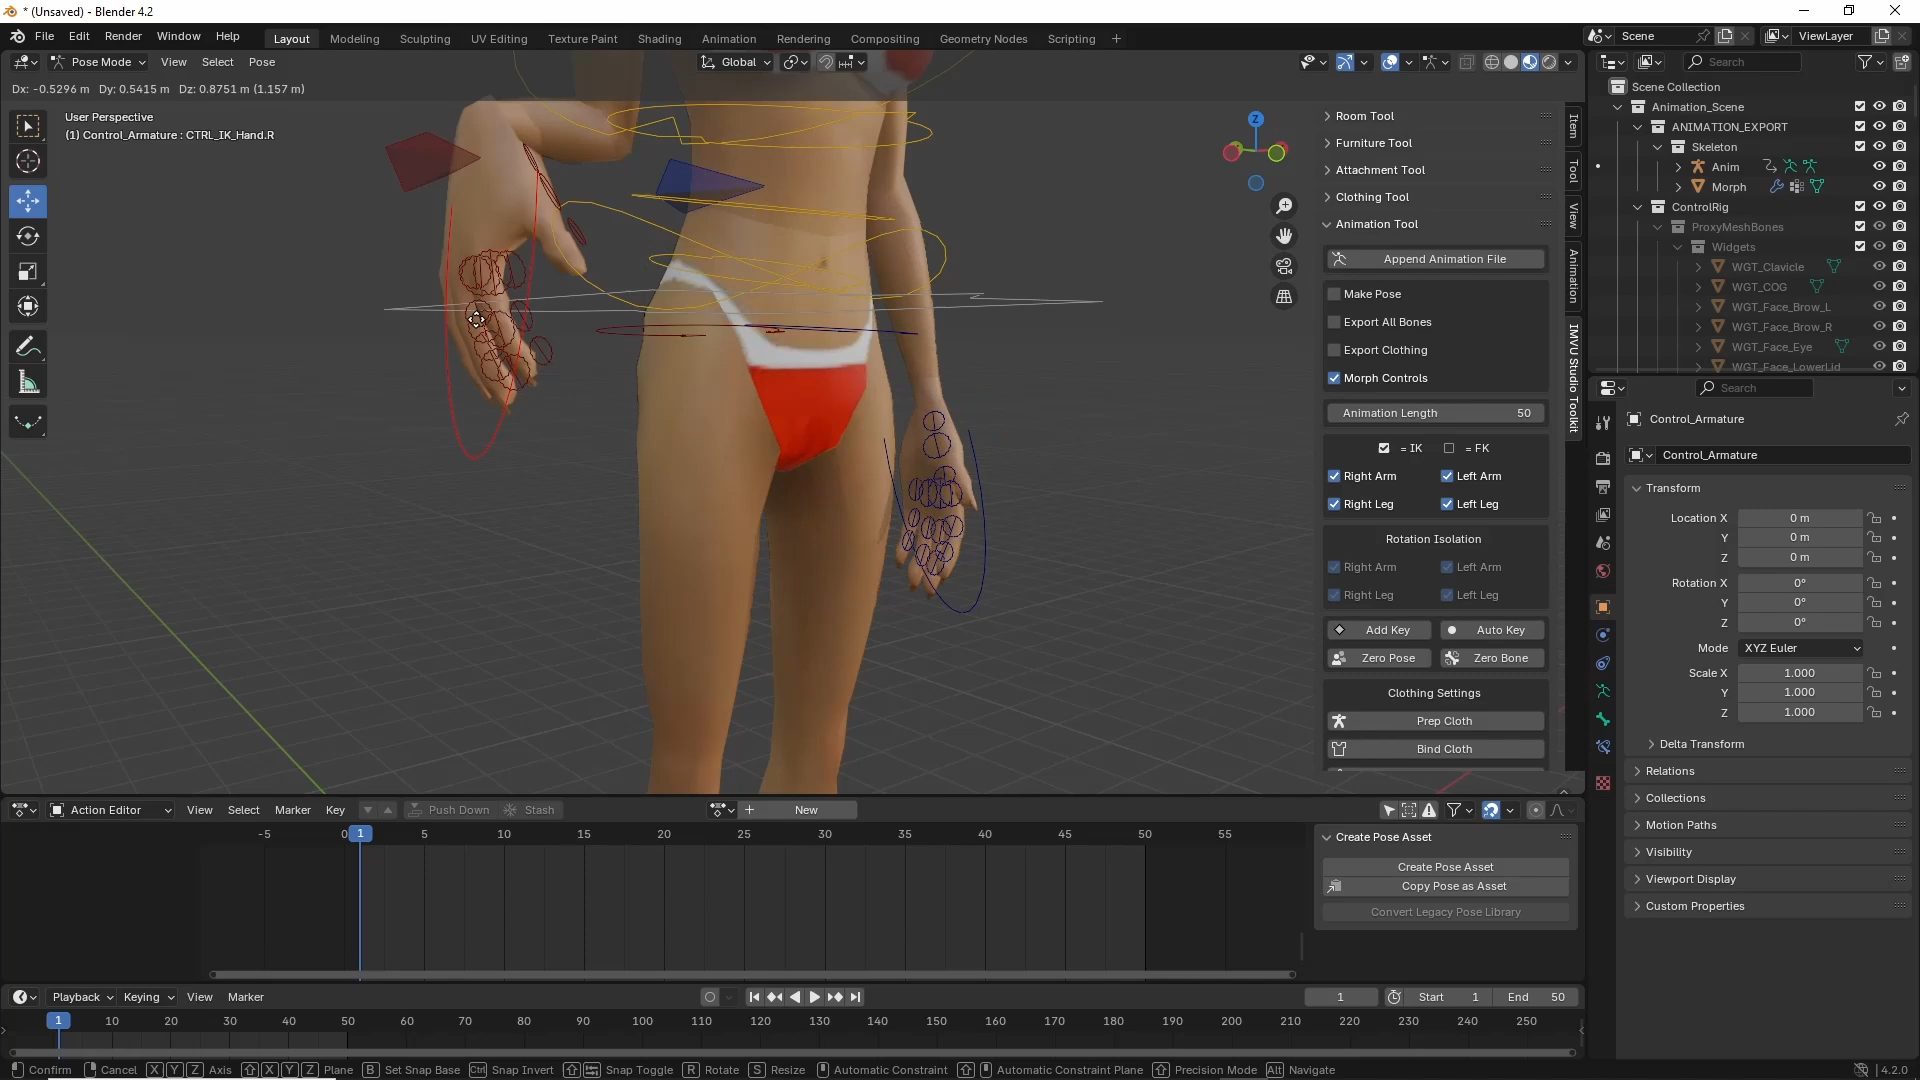 * (Unsaved) - Blender 4.2
File Edit Render Window Help Layout Modeling Sculpting UV Editing Texture Paint Shading Animation Rendering Compositing Geometry Nodes Scripting + Scene ViewLayer
Pose Mode View Select Pose Global Search
Dx: -0.5296 m Dy: 0.5415 m Dz: 0.8751 m (1.157 m)
User Perspective
(1) Control_Armature : CTRL_IK_Hand.R
Z
Room Tool
Furniture Tool
Attachment Tool
Clothing Tool
Animation Tool
Append Animation File
Make Pose
Export All Bones
Export Clothing
Morph Controls
Animation Length 50
= IK = FK
Right Arm Left Arm
Right Leg Left Leg
Rotation Isolation
Right Arm Left Arm
Right Leg Left Leg
Add Key Auto Key
Zero Pose Zero Bone
Clothing Settings
Prep Cloth
Bind Cloth
Item
Tool
View
Animation
IMVU Studio Toolkit
Scene Collection
Animation_Scene
ANIMATION_EXPORT
Skeleton
Anim
Morph
ControlRig
ProxyMeshBones
Widgets
WGT_Clavicle
WGT_COG
WGT_Face_Brow_L
WGT_Face_Brow_R
WGT_Face_Eye
WGT_Face_LowerLid
Search
Control_Armature
Control_Armature
Transform
Location X 0 m
Y 0 m
Z 0 m
Rotation X 0°
Y 0°
Z 0°
Mode XYZ Euler
Scale X 1.000
Y 1.000
Z 1.000
Delta Transform
Relations
Collections
Motion Paths
Visibility
Viewport Display
Custom Properties
Action Editor View Select Marker Key Push Down Stash New
-5 0 1 5 10 15 20 25 30 35 40 45 50 55
Create Pose Asset
Create Pose Asset
Copy Pose as Asset
Convert Legacy Pose Library
Playback Keying View Marker 1 Start 1 End 50
1 10 20 30 40 50 60 70 80 90 100 110 120 130 140 150 160 170 180 190 200 210 220 230 240 250
Confirm Cancel X Y Z Axis X Y Z Plane B Set Snap Base Ctrl Snap Invert Snap Toggle R Rotate S Resize Automatic Constraint Automatic Constraint Plane Precision Mode Alt Navigate 4.2.0